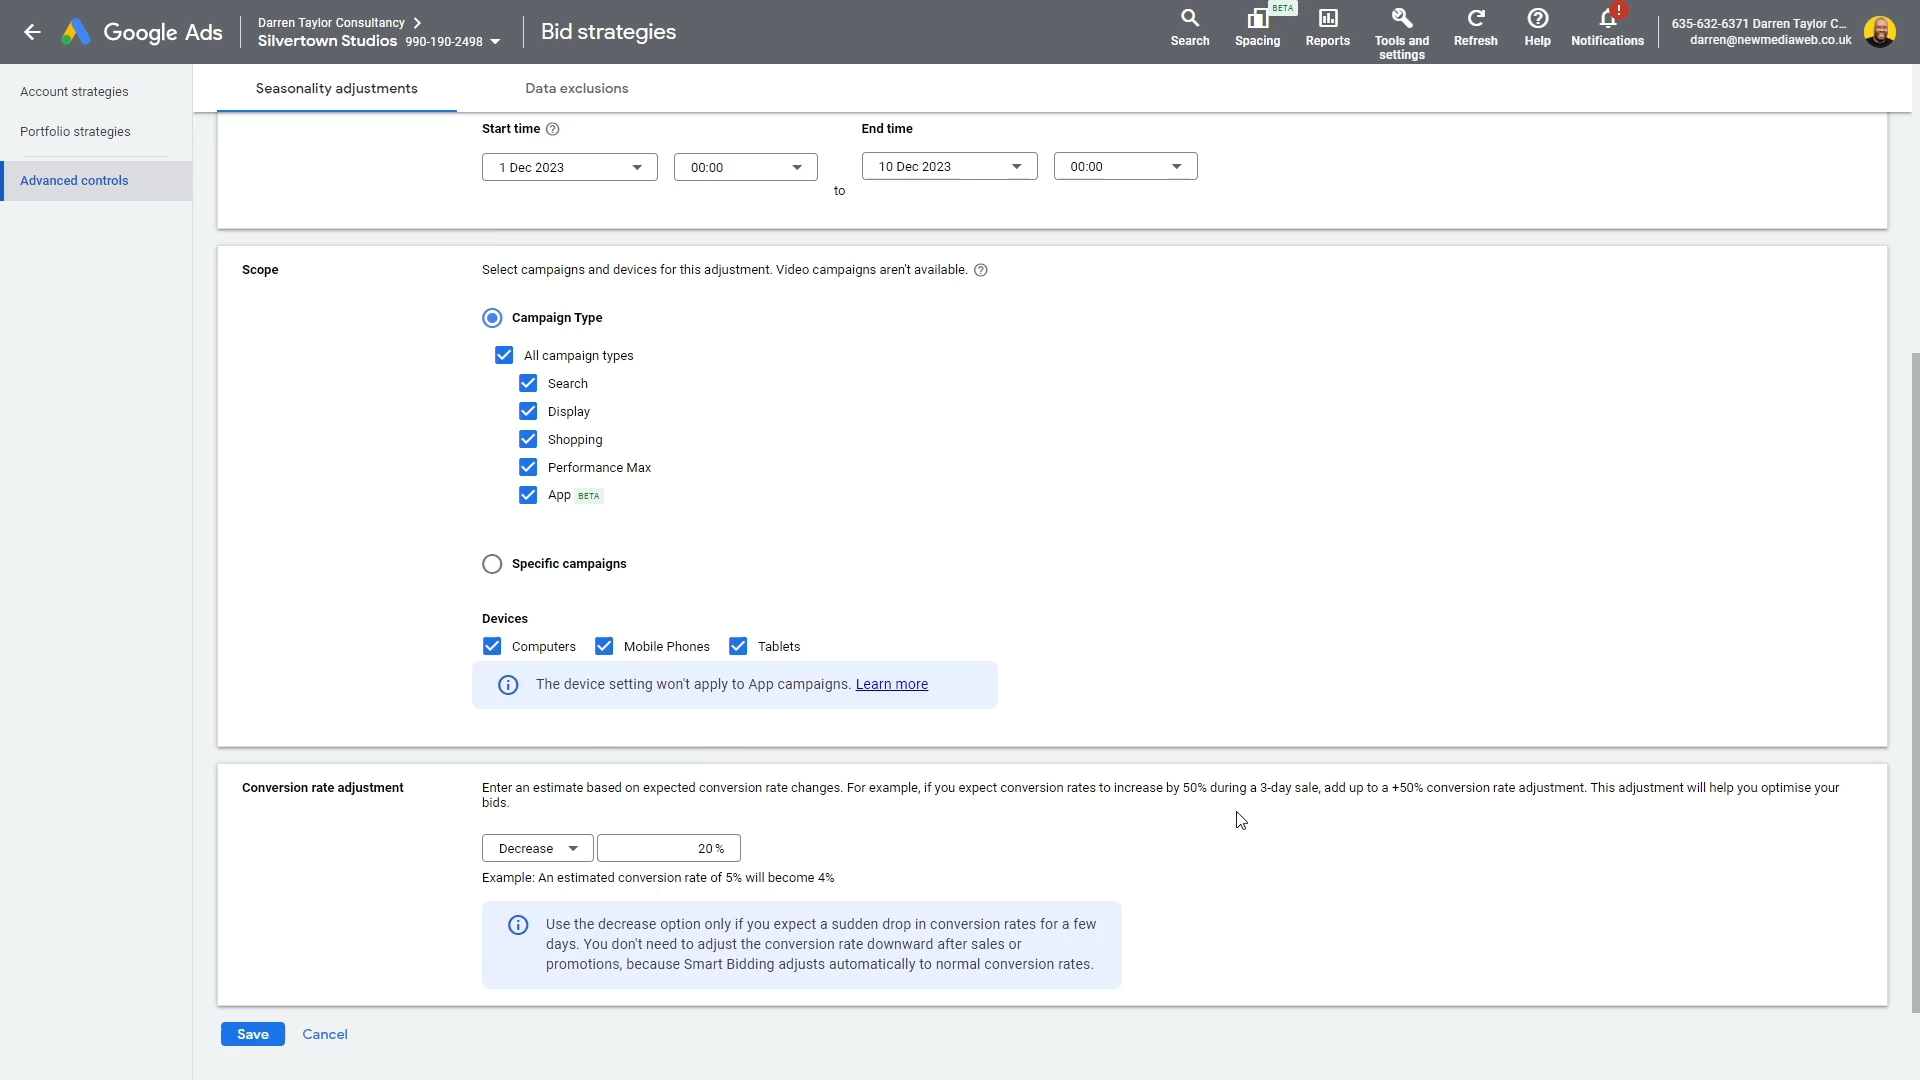 Google Ads
Darren Taylor Consultancy
Silvertown Studios 990-190-2498
Bid strategies
Search
BETA
Spacing
Reports
Tools and
settings
Refresh
Help
!
Notifications
635-632-6371 Darren Taylor C...
darren@newmediaweb.co.uk
Account strategies
Portfolio strategies
Advanced controls
Seasonality adjustments
Data exclusions
Start time
End time
1 Dec 2023
00:00
to
10 Dec 2023
00:00
Scope
Select campaigns and devices for this adjustment. Video campaigns aren't available.
Campaign Type
All campaign types
Search
Display
Shopping
Performance Max
App BETA
Specific campaigns
Devices
Computers
Mobile Phones
Tablets
The device setting won't apply to App campaigns. Learn more
Conversion rate adjustment
Enter an estimate based on expected conversion rate changes. For example, if you expect conversion rates to increase by 50% during a 3-day sale, add up to a +50% conversion rate adjustment. This adjustment will help you optimise your
bids.
Decrease
20 %
Example: An estimated conversion rate of 5% will become 4%
Use the decrease option only if you expect a sudden drop in conversion rates for a few
days. You don't need to adjust the conversion rate downward after sales or
promotions, because Smart Bidding adjusts automatically to normal conversion rates.
Save
Cancel